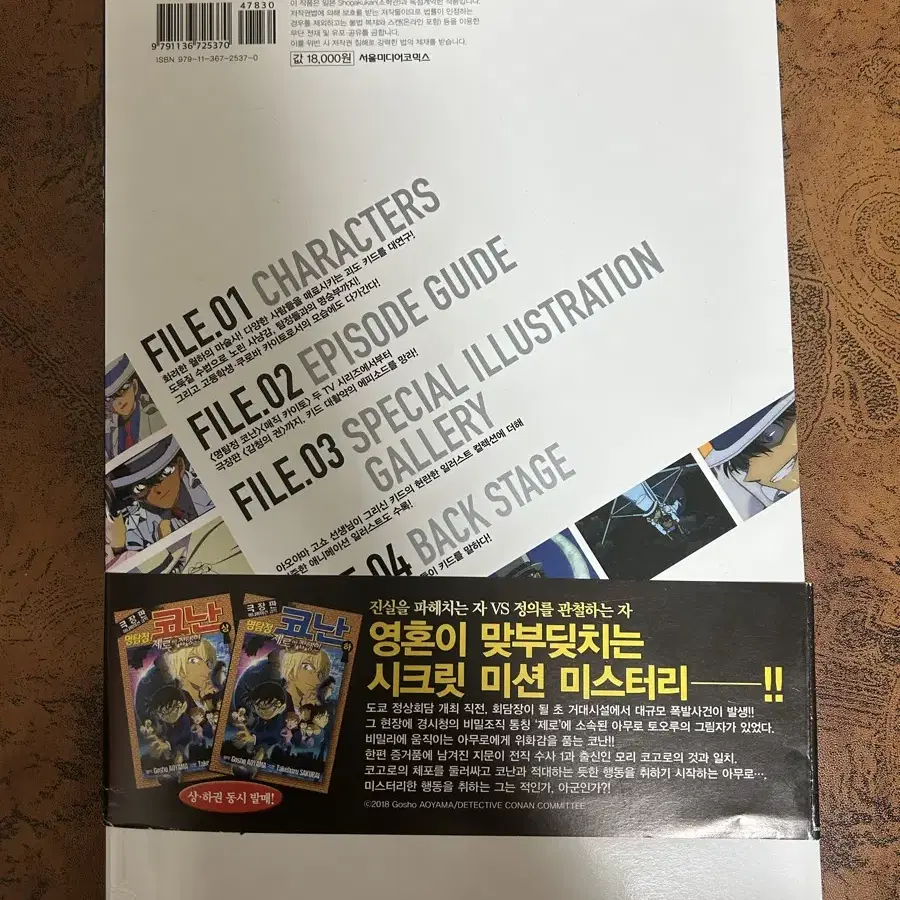 47830
9791136725370
ISBN 979-11-367-2537-0
이 작품은 일본 Shogakukan(소학관)과 독점계약한 작품입니다.
저작권법에 의해 보호를 받는 저작물이므로 법률이 인정하는
경우를 제외하고는 불법 복제와 스캔(온라인 포함) 등을 이용한
무단 전재 및 유포·공유를 금합니다.
이를 위반 시 저작권 침해로 강력한 법의 제재를 받습니다.
값 18,000원 서울미디어코믹스
FILE.01 CHARACTERS
화려한 월하의 마술사! 다양한 사람들을 매료시키는 괴도 키드를 대연구!
도둑질 수법으로 노린 사냥감, 탐정들과의 명승부까지!
그리고 고등학생·쿠로바 카이토로서의 모습에도 다가간다!
FILE.02 EPISODE GUIDE
〈명탐정 코난〉〈매직 카이토〉 두 TV 시리즈에서부터
극장판 〈감청의 권〉까지, 키드 대활약의 에피소드를 망라!
FILE.03 SPECIAL ILLUSTRATION
GALLERY
아오야마 고쇼 선생님이 그리신 키드의 현란한 일러스트 컬렉션에 더해
애니메이션 일러스트도 수록!
.04 BACK STAGE
키드를 말하다!
극장판
명탐정 코난 상
제로의 집행인
Gosho AOYAMA
극장판
명탐정 코난 하
제로의 집행인
Gosho AOYAMA Takehiro SAKURAI
상·하권 동시 발매!
진실을 파헤치는 자 VS 정의를 관철하는 자
영혼이 맞부딪치는
시크릿 미션 미스터리——!!
도쿄 정상회담 개최 직전, 회담장이 될 초 거대시설에서 대규모 폭발사건이 발생!!
그 현장에 경시청의 비밀조직 통칭 '제로'에 소속된 아무로 토오루의 그림자가 있었다.
비밀리에 움직이는 아무로에게 위화감을 품는 코난!!
한편 증거품에 남겨진 지문이 전직 수사 1과 출신인 모리 코고로의 것과 일치.
코고로의 체포를 둘러싸고 코난과 적대하는 듯한 행동을 취하기 시작하는 아무로…,
미스터리한 행동을 취하는 그는 적인가, 아군인가?!
©2018 Gosho AOYAMA/DETECTIVE CONAN COMMITTEE